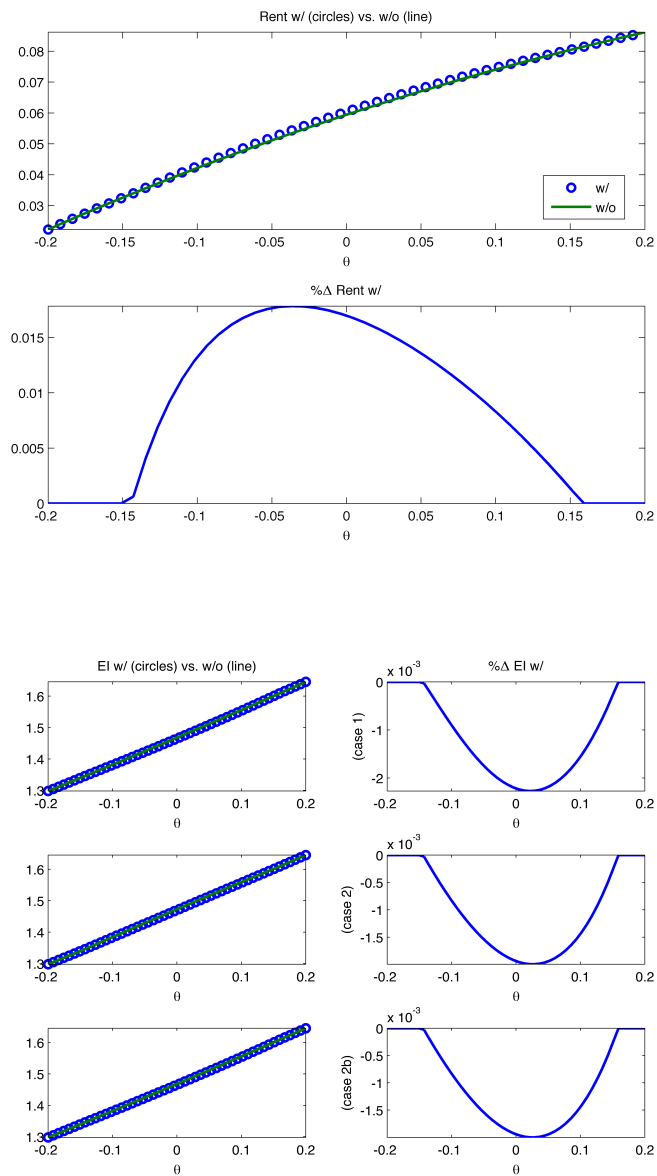 Rent w/ (circles) vs. w/o (line)
0.08
0.07
0.06
0.05
0.04
0.03
w/
w/o
-0.2 -0.15 -0.1 -0.05 0 0.05 0.1 0.15 0.2
θ
%Δ Rent w/
0.015
0.01
0.005
0
-0.2 -0.15 -0.1 -0.05 0 0.05 0.1 0.15 0.2
θ
EI w/ (circles) vs. w/o (line)
1.6
1.5
1.4
1.3
-0.2 -0.1 0 0.1 0.2
θ
%Δ EI w/
x 10⁻³
0
-1
-2
(case 1)
-0.2 -0.1 0 0.1 0.2
θ
1.6
1.5
1.4
1.3
-0.2 -0.1 0 0.1 0.2
θ
x 10⁻³
0
-0.5
-1
-1.5
(case 2)
-0.2 -0.1 0 0.1 0.2
θ
1.6
1.5
1.4
1.3
-0.2 -0.1 0 0.1 0.2
θ
x 10⁻³
0
-0.5
-1
-1.5
(case 2b)
-0.2 -0.1 0 0.1 0.2
θ